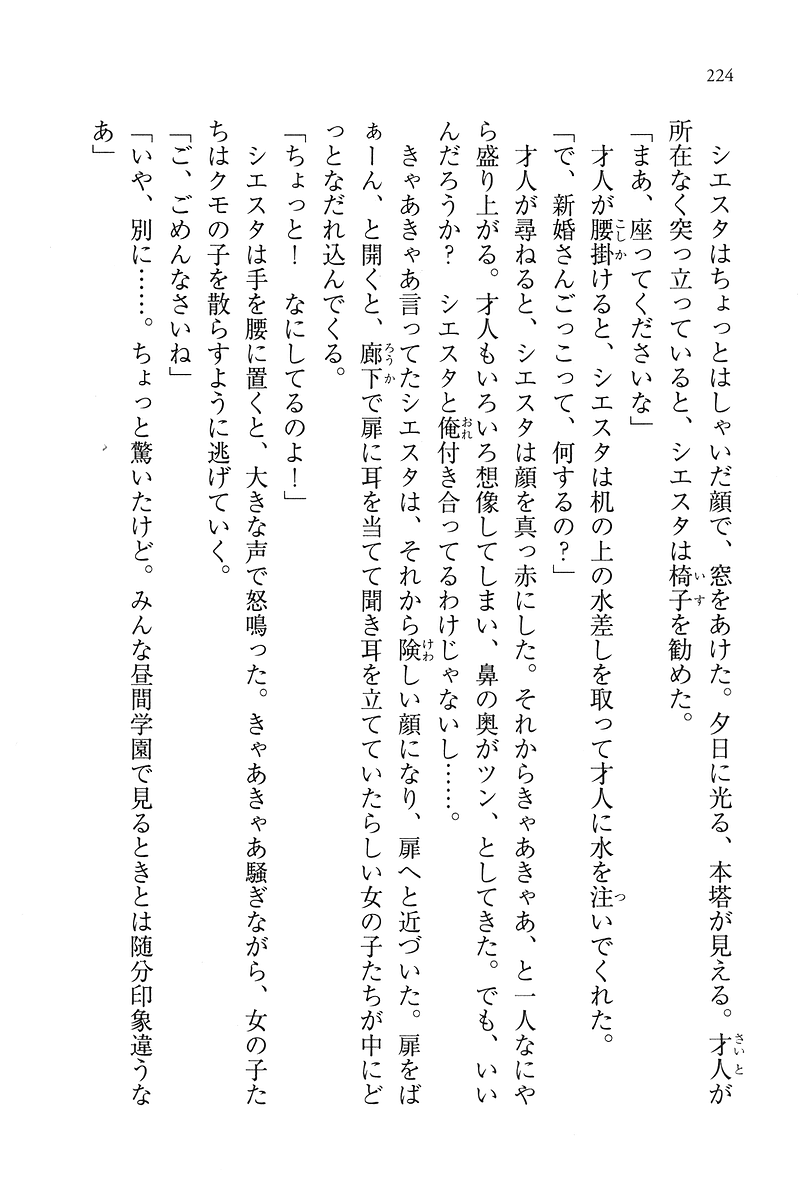 224
　シエスタはちょっとはしゃいだ顔で、窓をあけた。夕日に光る、本塔が見える。才人が
所在なく突っ立っていると、シエスタは椅子を勧めた。
「まあ、座ってくださいな」
　才人が腰掛けると、シエスタは机の上の水差しを取って才人に水を注いでくれた。
「で、新婚さんごっこって、何するの？」
　才人が尋ねると、シエスタは顔を真っ赤にした。それからきゃあきゃあ、と一人なにや
ら盛り上がる。才人もいろいろ想像してしまい、鼻の奥がツン、としてきた。でも、いい
んだろうか？　シエスタと俺付き合ってるわけじゃないし……。
　きゃあきゃあ言ってたシエスタは、それから険しい顔になり、扉へと近づいた。扉をば
ぁーん、と開くと、廊下で扉に耳を当てて聞き耳を立てていたらしい女の子たちが中にど
っとなだれ込んでくる。
「ちょっと！　なにしてるのよ！」
　シエスタは手を腰に置くと、大きな声で怒鳴った。きゃあきゃあ騒ぎながら、女の子た
ちはクモの子を散らすように逃げていく。
「ご、ごめんなさいね」
「いや、別に……。ちょっと驚いたけど。みんな昼間学園で見るときとは随分印象違うな
あ」